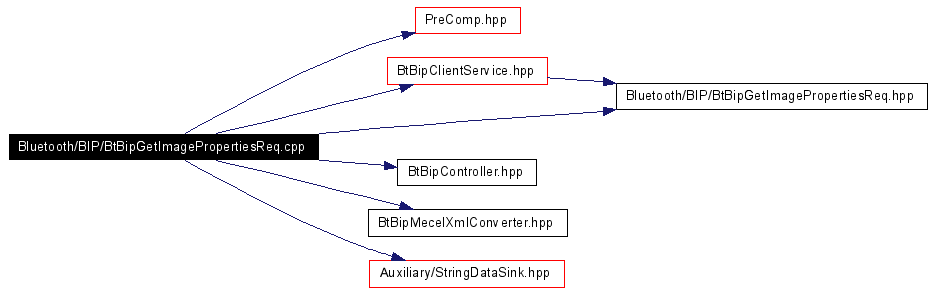 PreComp.hpp
BtBipClientService.hpp
Bluetooth/BIP/BtBipGetImagePropertiesReq.hpp
Bluetooth/BIP/BtBipGetImagePropertiesReq.cpp
BtBipController.hpp
BtBipMecelXmlConverter.hpp
Auxiliary/StringDataSink.hpp